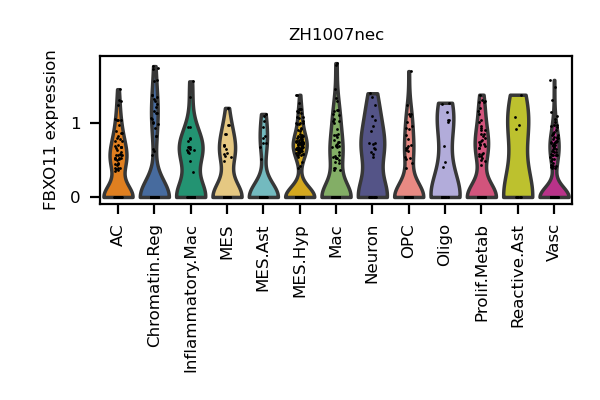 ZH1007nec
FBXO11 expression
1
0
AC
Chromatin.Reg
Inflammatory.Mac
MES
MES.Ast
MES.Hyp
Mac
Neuron
OPC
Oligo
Prolif.Metab
Reactive.Ast
Vasc